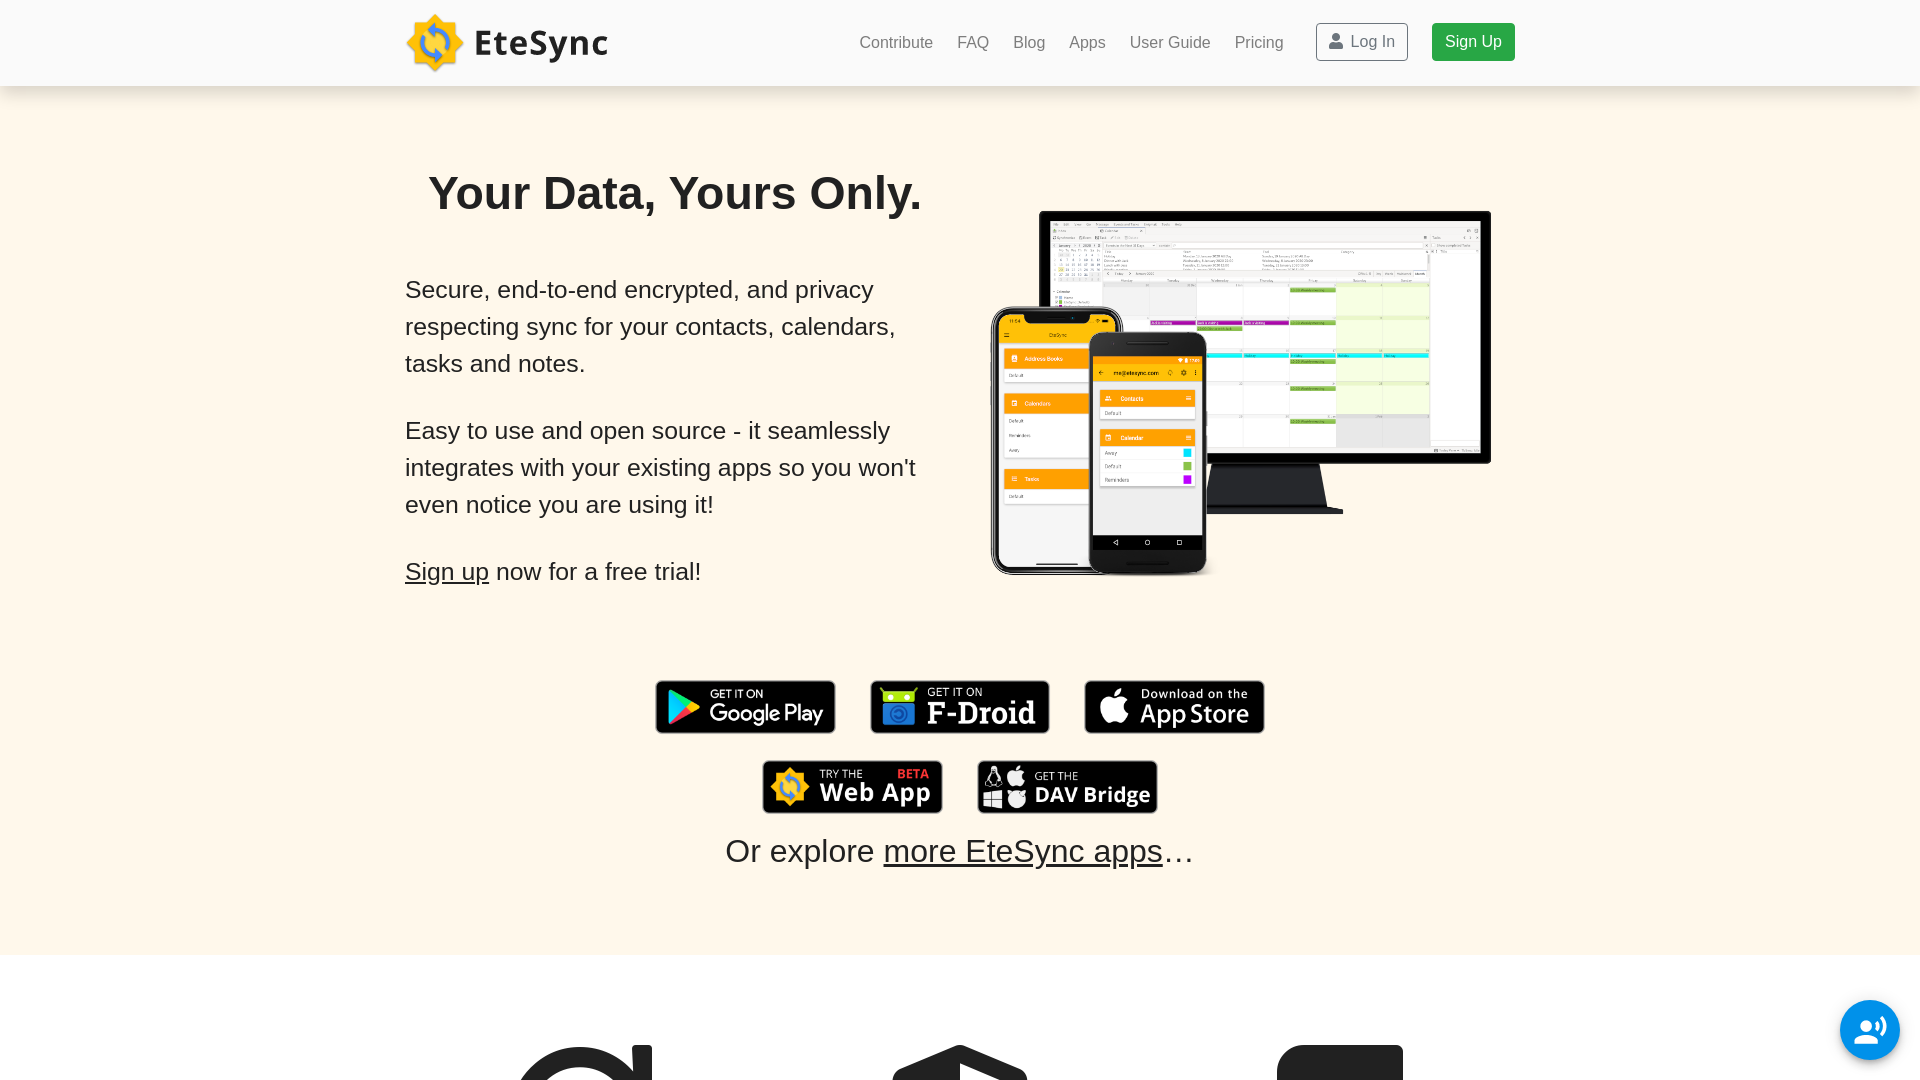 EteSync
Contribute
FAQ
Blog
Apps
User Guide
Pricing
Log In
Sign Up
Your Data, Yours Only.
Secure, end-to-end encrypted, and privacy
respecting sync for your contacts, calendars,
tasks and notes.
Easy to use and open source - it seamlessly
integrates with your existing apps so you won't
even notice you are using it!
Sign up now for a free trial!
EteSync
Address Books
Default
Calendars
Default
Reminders
Away
Tasks
Default
me@etesync.com
Contacts
Default
Calendar
Away
Default
Reminders
GET IT ON
Google Play
GET IT ON
F-Droid
Download on the
App Store
TRY THE BETA
Web App
GET THE
DAV Bridge
Or explore more EteSync apps…